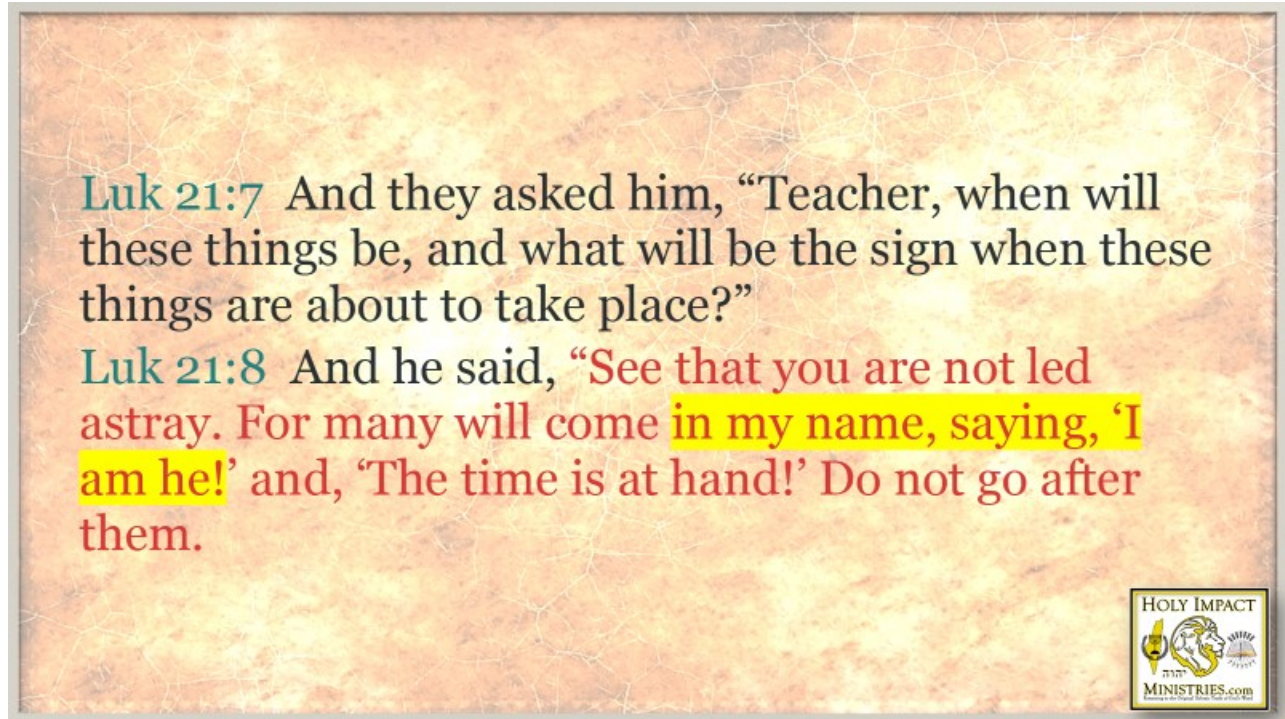 Luk 21:7  And they asked him, “Teacher, when will
these things be, and what will be the sign when these
things are about to take place?”
Luk 21:8  And he said, “See that you are not led
astray. For many will come in my name, saying, ‘I
am he!’ and, ‘The time is at hand!’ Do not go after
them.
HOLY IMPACT
יהוה
MINISTRIES.com